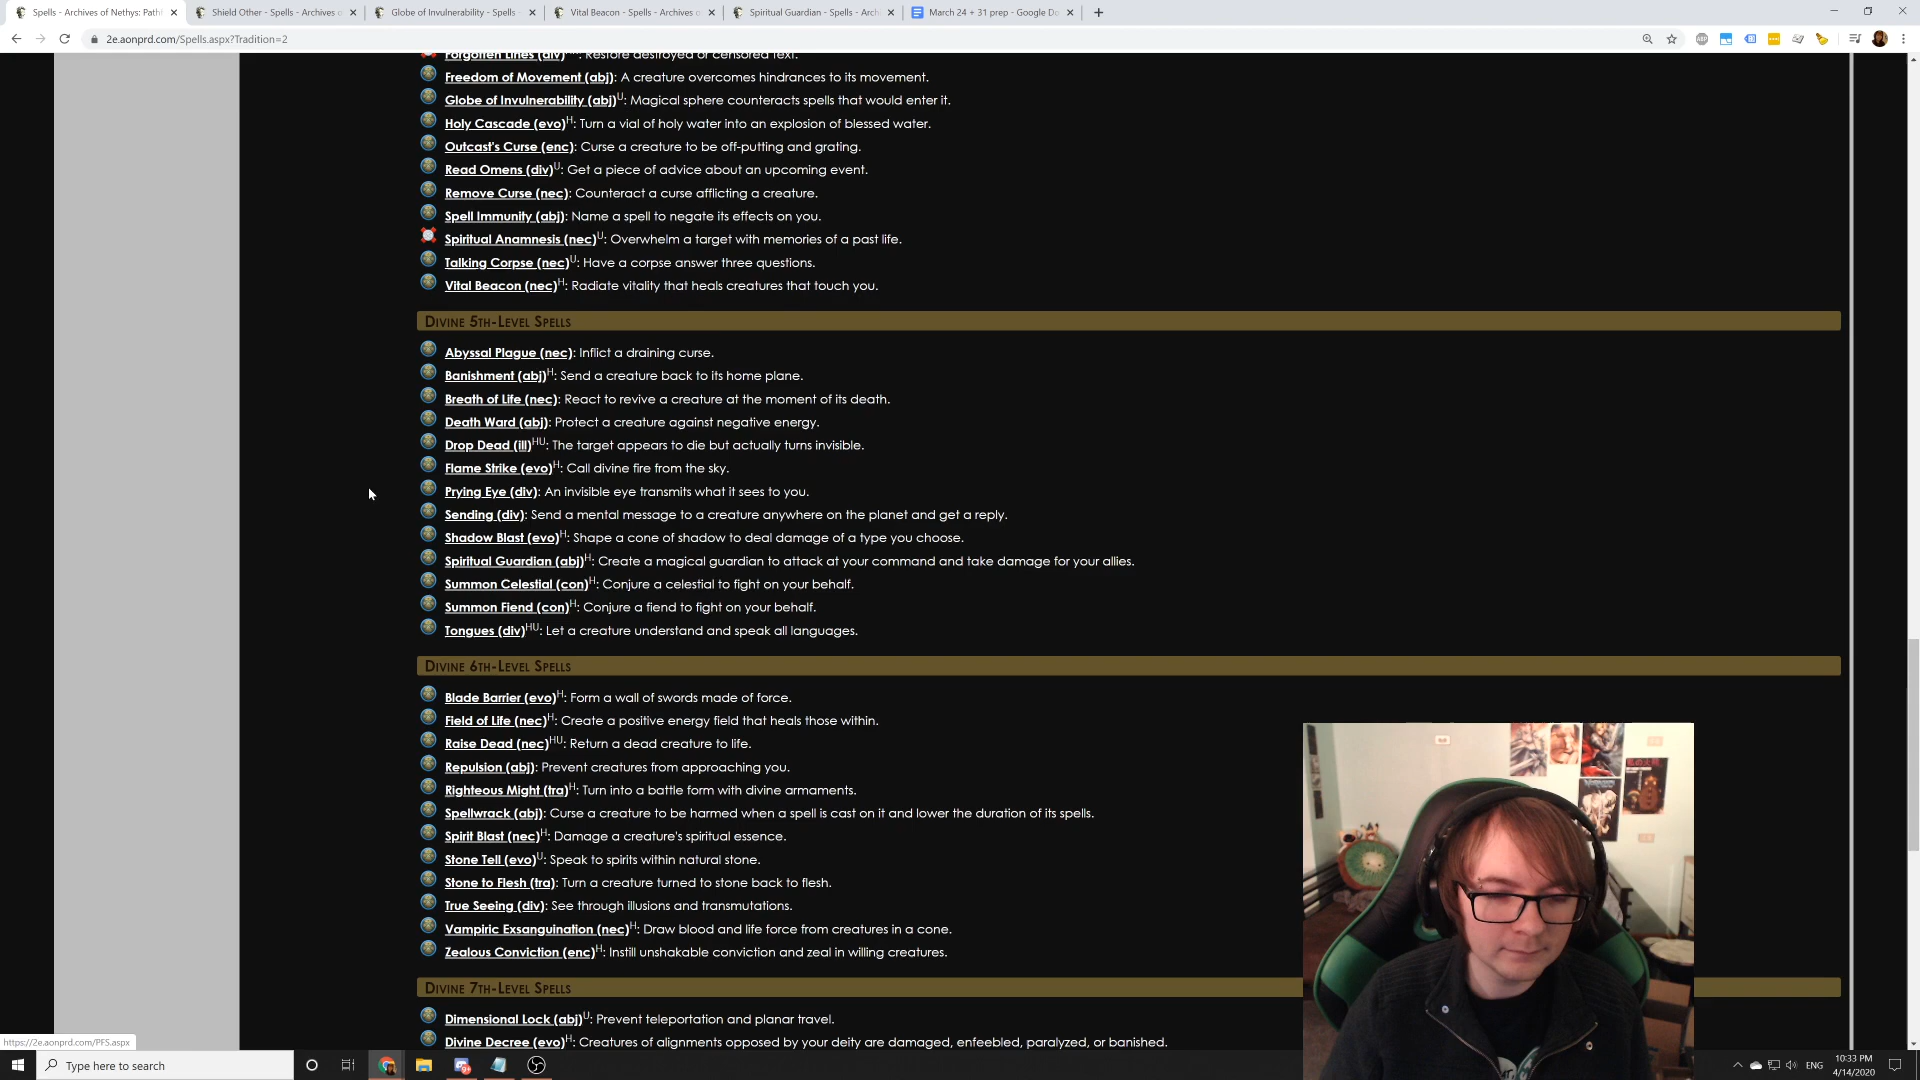 Spells - Archives of Nethys: Pathf
Shield Other - Spells - Archives of
Globe of Invulnerability - Spells
Vital Beacon - Spells - Archives o
Spiritual Guardian - Spells - Arch
March 24 + 31 prep - Google Do
2e.aonprd.com/Spells.aspx?Tradition=2
Forgotten Lines (div): Restore destroyed or censored text.
Freedom of Movement (abj): A creature overcomes hindrances to its movement.
Globe of Invulnerability (abj)U: Magical sphere counteracts spells that would enter it.
Holy Cascade (evo)H: Turn a vial of holy water into an explosion of blessed water.
Outcast's Curse (enc): Curse a creature to be off-putting and grating.
Read Omens (div)U: Get a piece of advice about an upcoming event.
Remove Curse (nec): Counteract a curse afflicting a creature.
Spell Immunity (abj): Name a spell to negate its effects on you.
Spiritual Anamnesis (nec)U: Overwhelm a target with memories of a past life.
Talking Corpse (nec)U: Have a corpse answer three questions.
Vital Beacon (nec)H: Radiate vitality that heals creatures that touch you.
Divine 5th-Level Spells
Abyssal Plague (nec): Inflict a draining curse.
Banishment (abj)H: Send a creature back to its home plane.
Breath of Life (nec): React to revive a creature at the moment of its death.
Death Ward (abj): Protect a creature against negative energy.
Drop Dead (ill)HU: The target appears to die but actually turns invisible.
Flame Strike (evo)H: Call divine fire from the sky.
Prying Eye (div): An invisible eye transmits what it sees to you.
Sending (div): Send a mental message to a creature anywhere on the planet and get a reply.
Shadow Blast (evo)H: Shape a cone of shadow to deal damage of a type you choose.
Spiritual Guardian (abj)H: Create a magical guardian to attack at your command and take damage for your allies.
Summon Celestial (con)H: Conjure a celestial to fight on your behalf.
Summon Fiend (con)H: Conjure a fiend to fight on your behalf.
Tongues (div)HU: Let a creature understand and speak all languages.
Divine 6th-Level Spells
Blade Barrier (evo)H: Form a wall of swords made of force.
Field of Life (nec)H: Create a positive energy field that heals those within.
Raise Dead (nec)HU: Return a dead creature to life.
Repulsion (abj): Prevent creatures from approaching you.
Righteous Might (tra)H: Turn into a battle form with divine armaments.
Spellwrack (abj): Curse a creature to be harmed when a spell is cast on it and lower the duration of its spells.
Spirit Blast (nec)H: Damage a creature's spiritual essence.
Stone Tell (evo)U: Speak to spirits within natural stone.
Stone to Flesh (tra): Turn a creature turned to stone back to flesh.
True Seeing (div): See through illusions and transmutations.
Vampiric Exsanguination (nec)H: Draw blood and life force from creatures in a cone.
Zealous Conviction (enc)H: Instill unshakable conviction and zeal in willing creatures.
Divine 7th-Level Spells
Dimensional Lock (abj)U: Prevent teleportation and planar travel.
Divine Decree (evo)H: Creatures of alignments opposed by your deity are damaged, enfeebled, paralyzed, or banished.
https://2e.aonprd.com/PFS.aspx
Type here to search
ENG
10:33 PM
4/14/2020